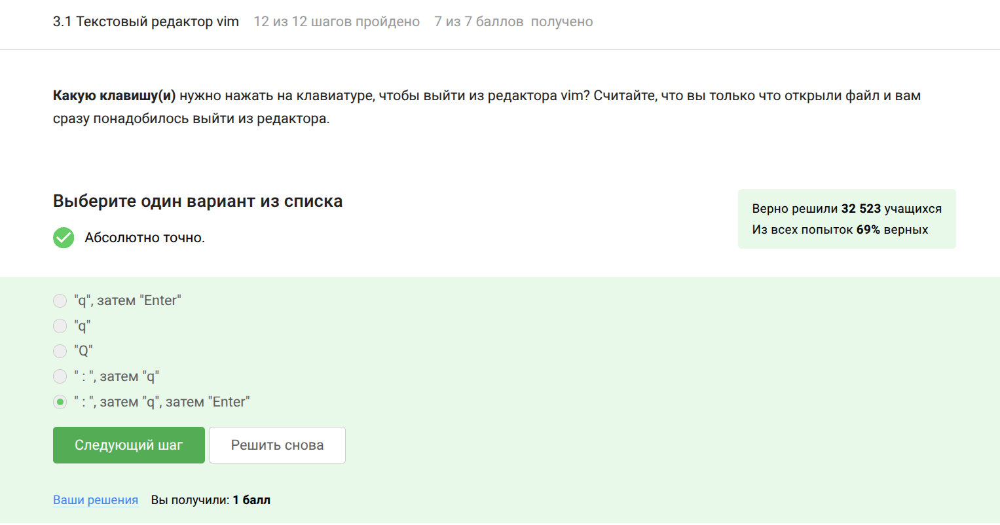 3.1 Текстовый редактор vim 12 из 12 шагов пройдено 7 из 7 баллов получено
Какую клавишу(и) нужно нажать на клавиатуре, чтобы выйти из редактора vim? Считайте, что вы только что открыли файл и вам
сразу понадобилось выйти из редактора.
Выберите один вариант из списка
Абсолютно точно.
Верно решили 32 523 учащихся
Из всех попыток 69% верных
"q", затем "Enter"
"q"
"Q"
" : ", затем "q"
" : ", затем "q", затем "Enter"
Следующий шаг Решить снова
Ваши решения Вы получили: 1 балл